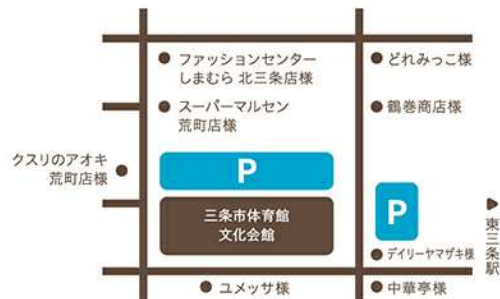 ファッションセンター
しまむら 北三条店様
どれみっこ様
スーパーマルセン
荒町店様
鶴巻商店様
クスリのアオキ
荒町店様
P
三条市体育館
文化会館
P
東三条駅
デイリーヤマザキ様
ユメッサ様
中華亭様